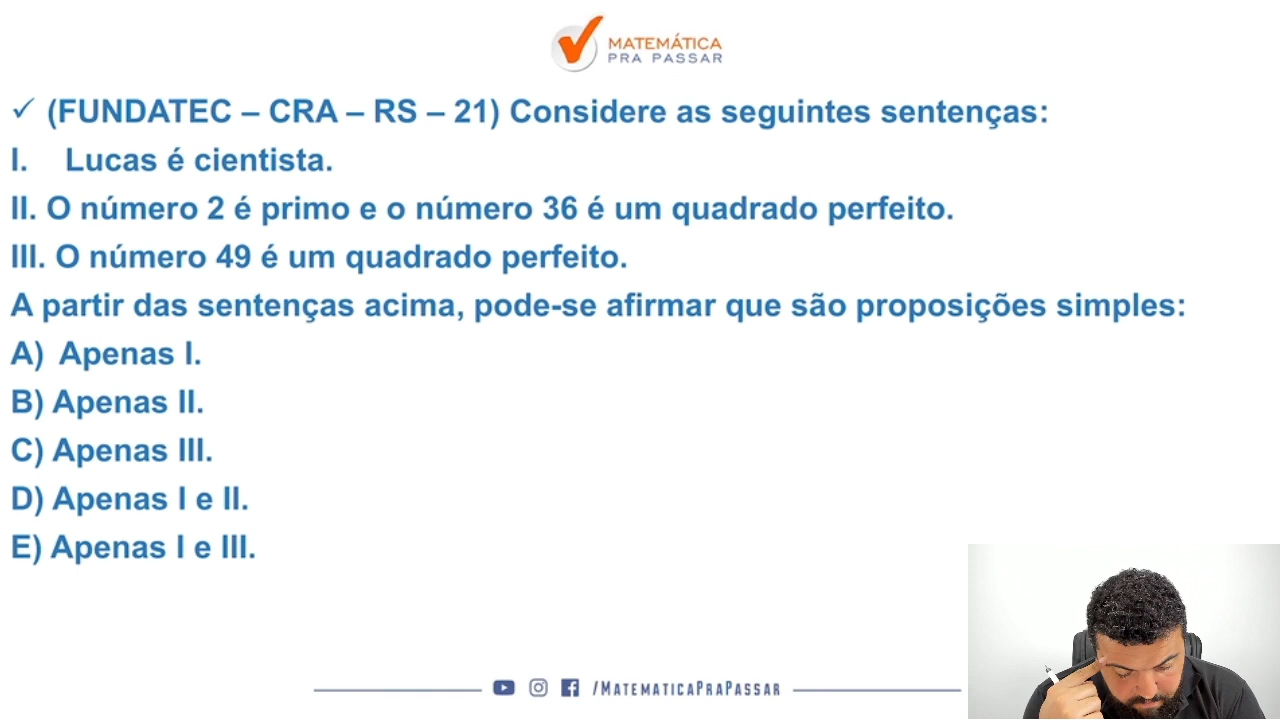 MATEMÁTICA
PRA PASSAR
✓ (FUNDATEC – CRA – RS – 21) Considere as seguintes sentenças:
I. Lucas é cientista.
II. O número 2 é primo e o número 36 é um quadrado perfeito.
III. O número 49 é um quadrado perfeito.
A partir das sentenças acima, pode-se afirmar que são proposições simples:
A) Apenas I.
B) Apenas II.
C) Apenas III.
D) Apenas I e II.
E) Apenas I e III.
/MATEMATICAPRAPASSAR